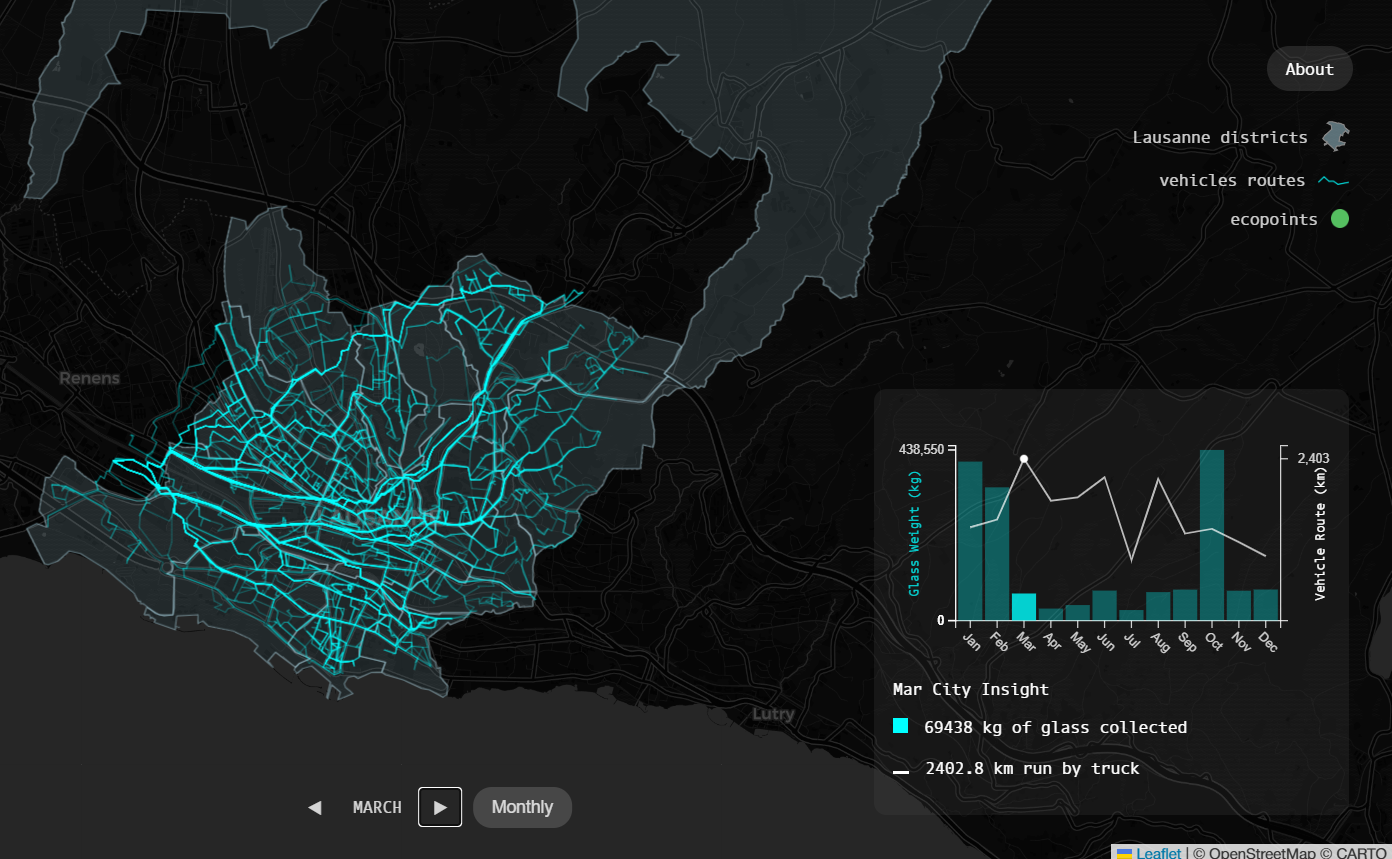 About
Lausanne districts
vehicles routes
ecopoints
Renens
438,550
2,403
Glass Weight (kg)
Vehicle Route (km)
0
Jan Feb Mar Apr May Jun Jul Aug Sep Oct Nov Dec
Mar City Insight
69438 kg of glass collected
2402.8 km run by truck
Lutry
MARCH
Monthly
Leaflet | © OpenStreetMap © CARTO